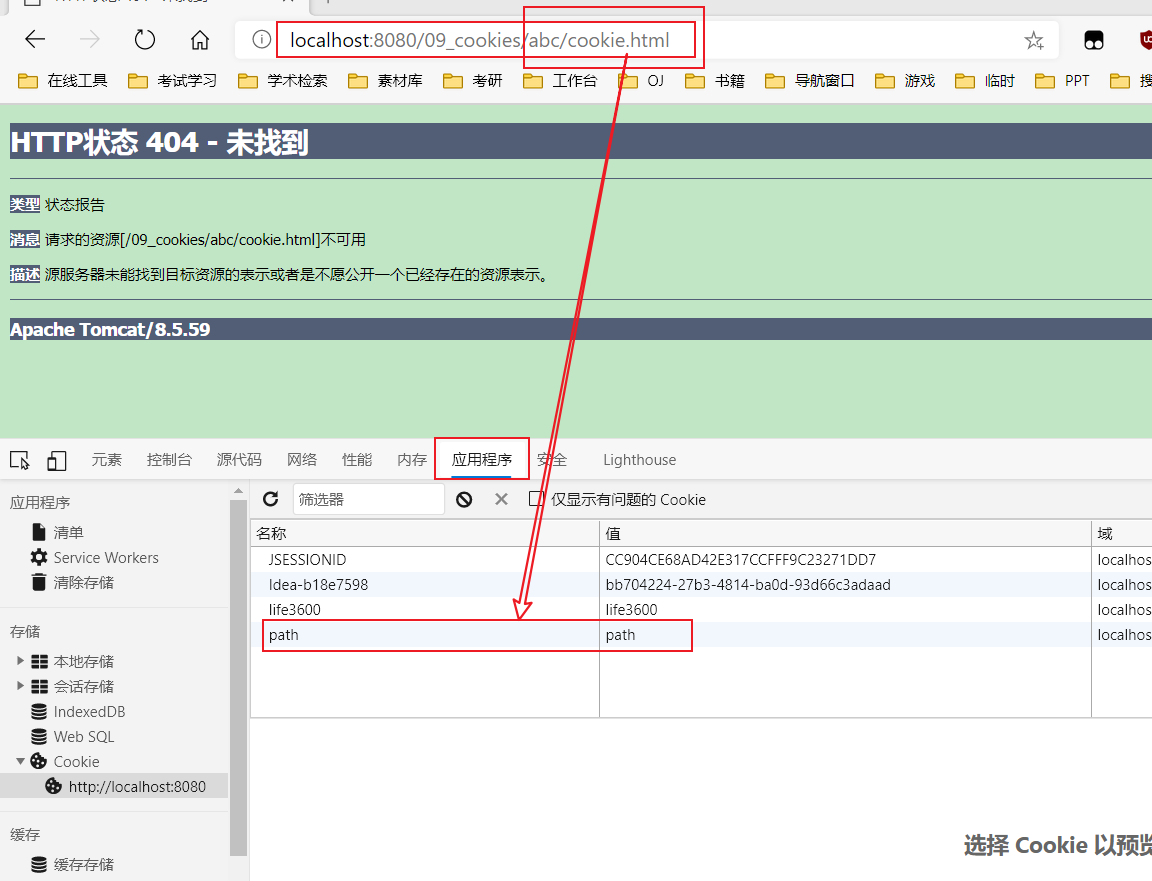 localhost:8080/09_cookies/abc/cookie.html
在线工具 考试学习 学术检索 素材库 考研 工作台 OJ 书籍 导航窗口 游戏 临时 PPT
HTTP状态 404 - 未找到
类型 状态报告
消息 请求的资源[/09_cookies/abc/cookie.html]不可用
描述 源服务器未能找到目标资源的表示或者是不愿公开一个已经存在的资源表示。
Apache Tomcat/8.5.59
元素 控制台 源代码 网络 性能 内存 应用程序 安全 Lighthouse
应用程序
清单
Service Workers
清除存储
存储
本地存储
会话存储
IndexedDB
Web SQL
Cookie
http://localhost:8080
缓存
缓存存储
筛选器 仅显示有问题的 Cookie
名称 值 域
JSESSIONID CC904CE68AD42E317CCFFF9C23271DD7 localhos
Idea-b18e7598 bb704224-27b3-4814-ba0d-93d66c3adaad localhos
life3600 life3600 localhos
path path localhos
选择 Cookie 以预览